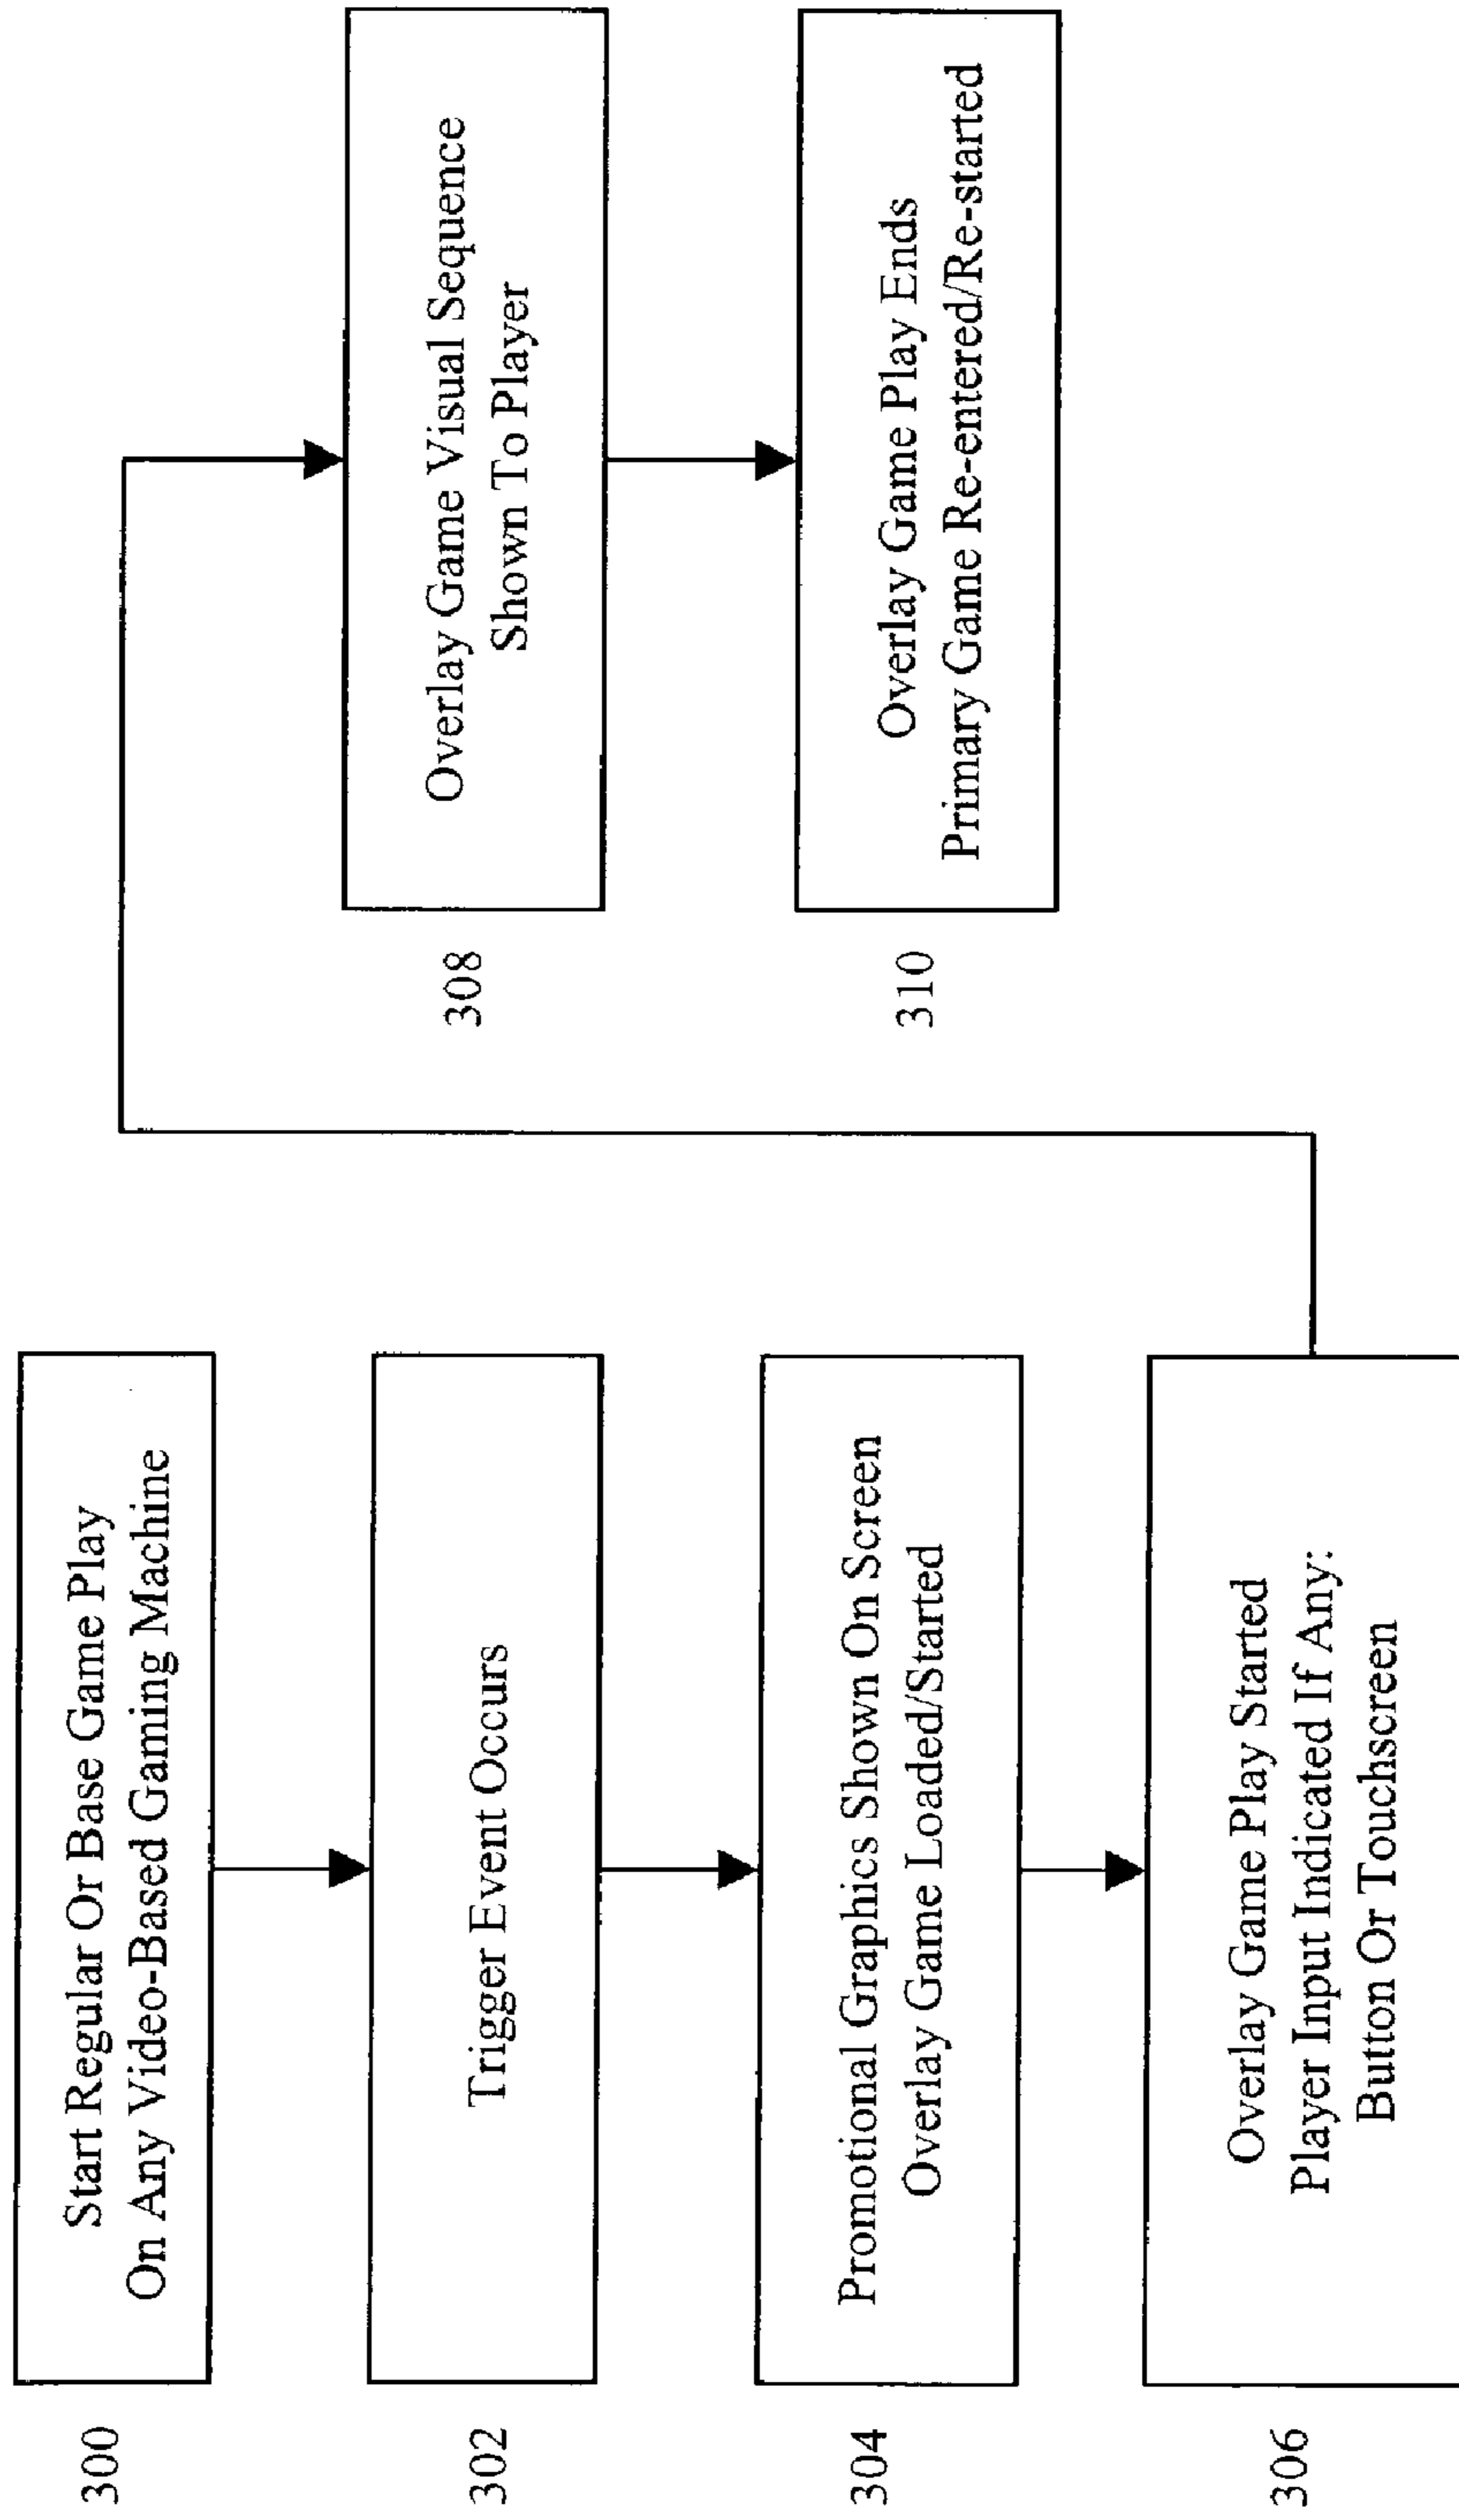 300
Start Regular Or Base Game Play
On Any Video-Based Gaming Machine
302
Trigger Event Occurs
304
Promotional Graphics Shown On Screen
Overlay Game Loaded/Started
306
Overlay Game Play Started
Player Input Indicated If Any:
Button Or Touchscreen
308
Overlay Game Visual Sequence
Shown To Player
310
Overlay Game Play Ends
Primary Game Re-entered/Re-started